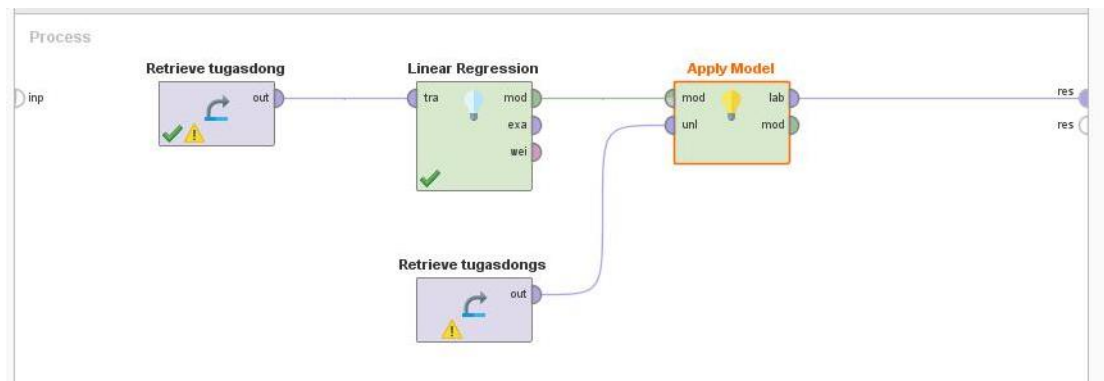 Process
inp
Retrieve tugasdong
out
Linear Regression
tra
mod
exa
wei
Apply Model
mod
lab
unl
mod
res
res
Retrieve tugasdongs
out